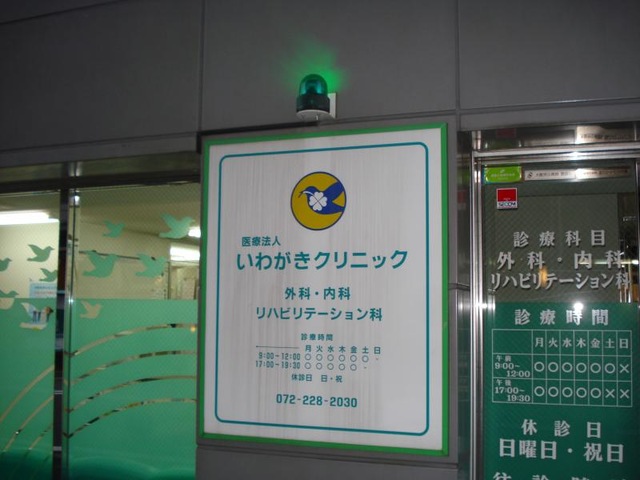 医療法人
いわがきクリニック
外科・内科
リハビリテーション科
診療時間
月火水木金土日
9:00~12:00 ○○○○○○-
17:00~19:30 ○○○○○-
休診日 日・祝
072-228-2030
SECOM
診療科目
外科・内科
リハビリテーション科
診療時間
月火水木金土日
午前 9:00~12:00 ○○○○○○×
午後 17:00~19:30 ○○○○○××
休診日
日曜日・祝日